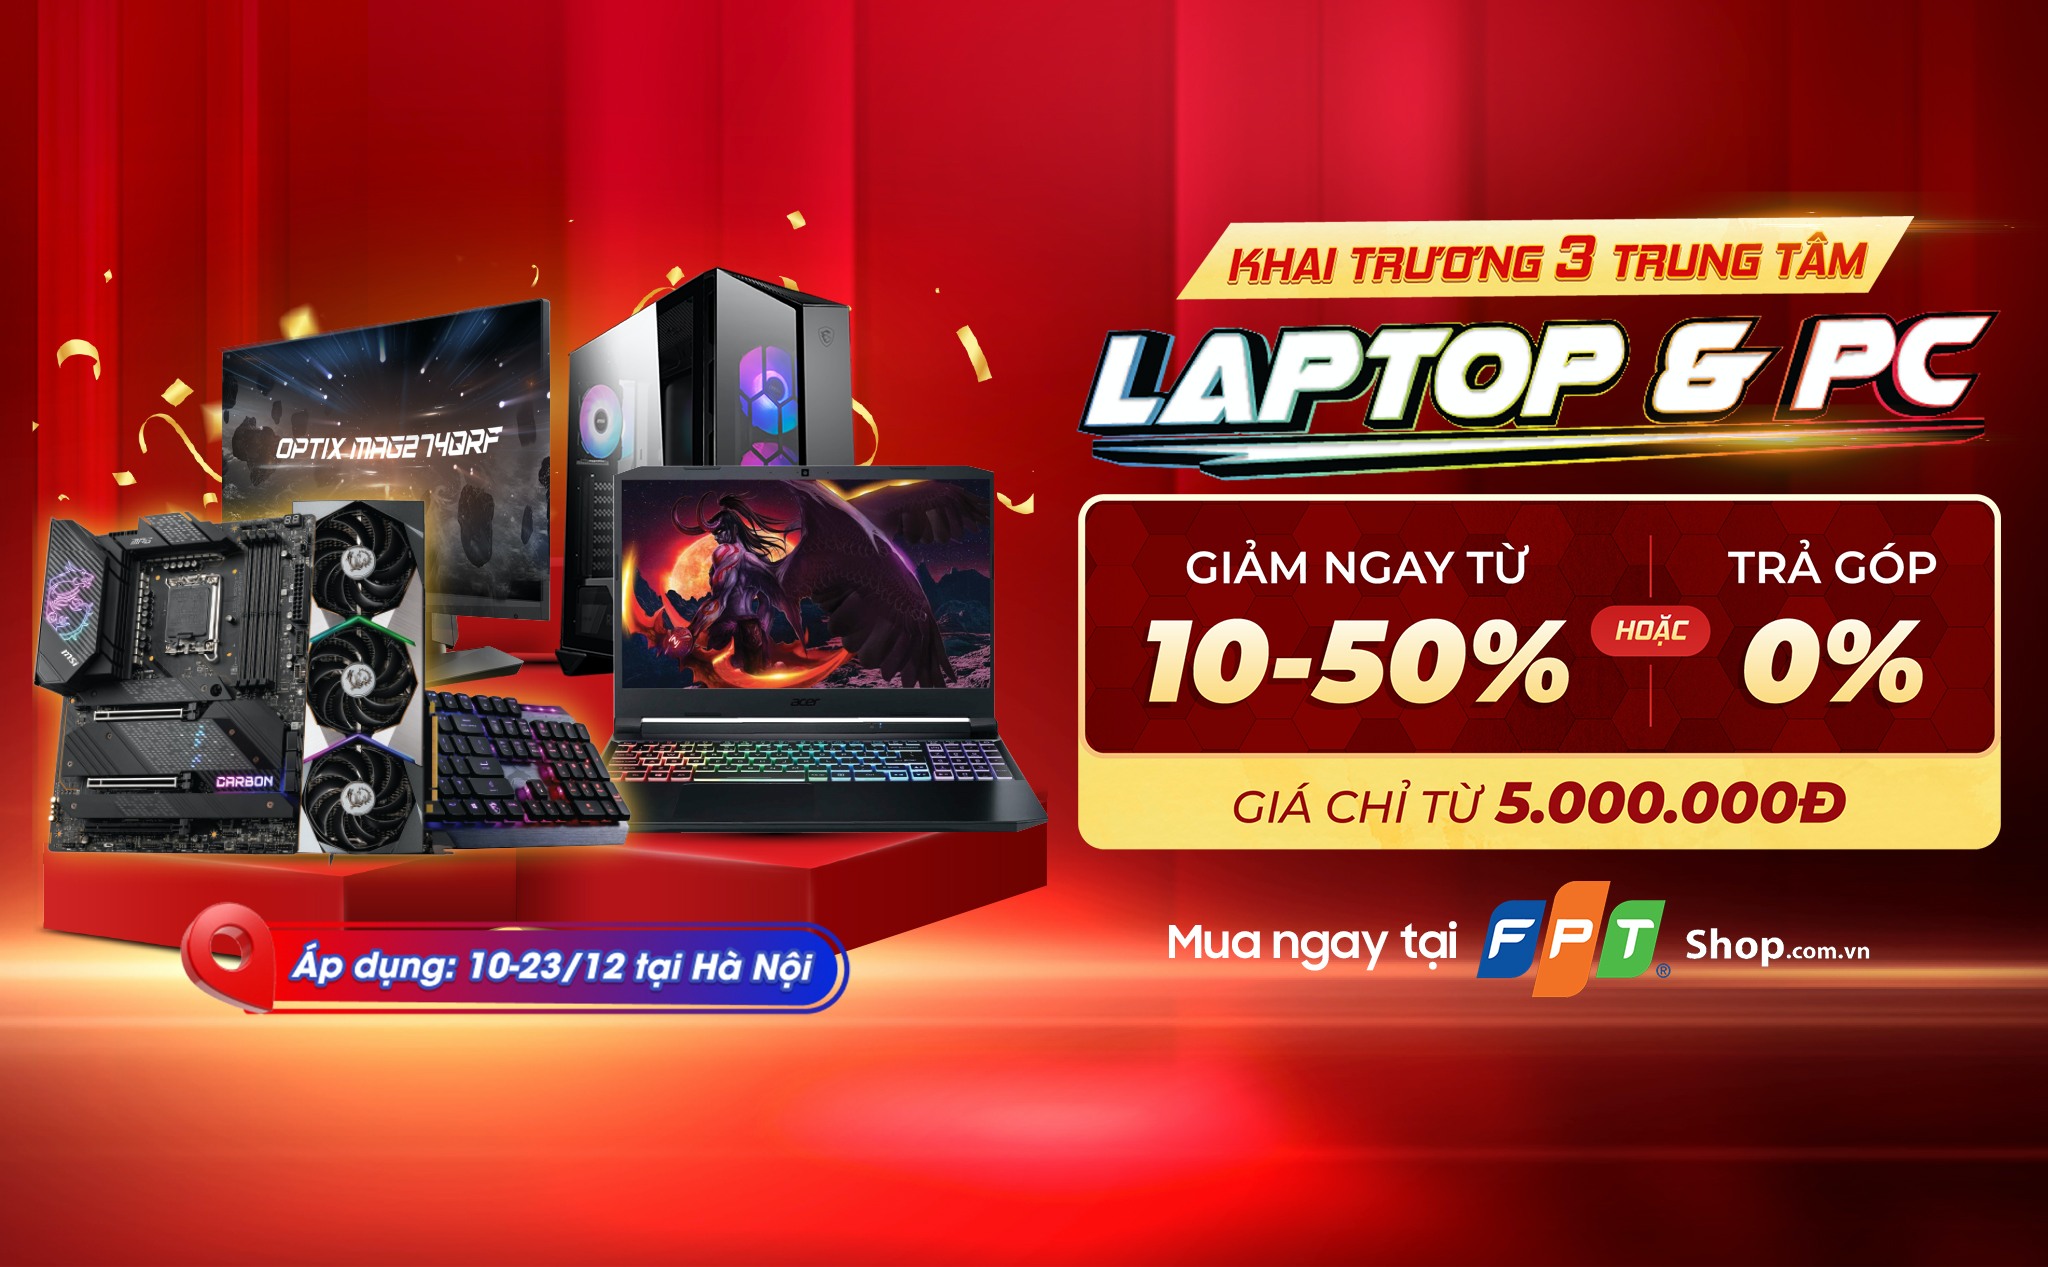 KHAI TRƯƠNG 3 TRUNG TÂM
LAPTOP & PC
GIẢM NGAY TỪ
10-50%
HOẶC
TRẢ GÓP
0%
GIÁ CHỈ TỪ 5.000.000Đ
Mua ngay tại FPT® Shop.com.vn
OPTIX MAG274QRF
acer
msi
CARBON
Áp dụng: 10-23/12 tại Hà Nội